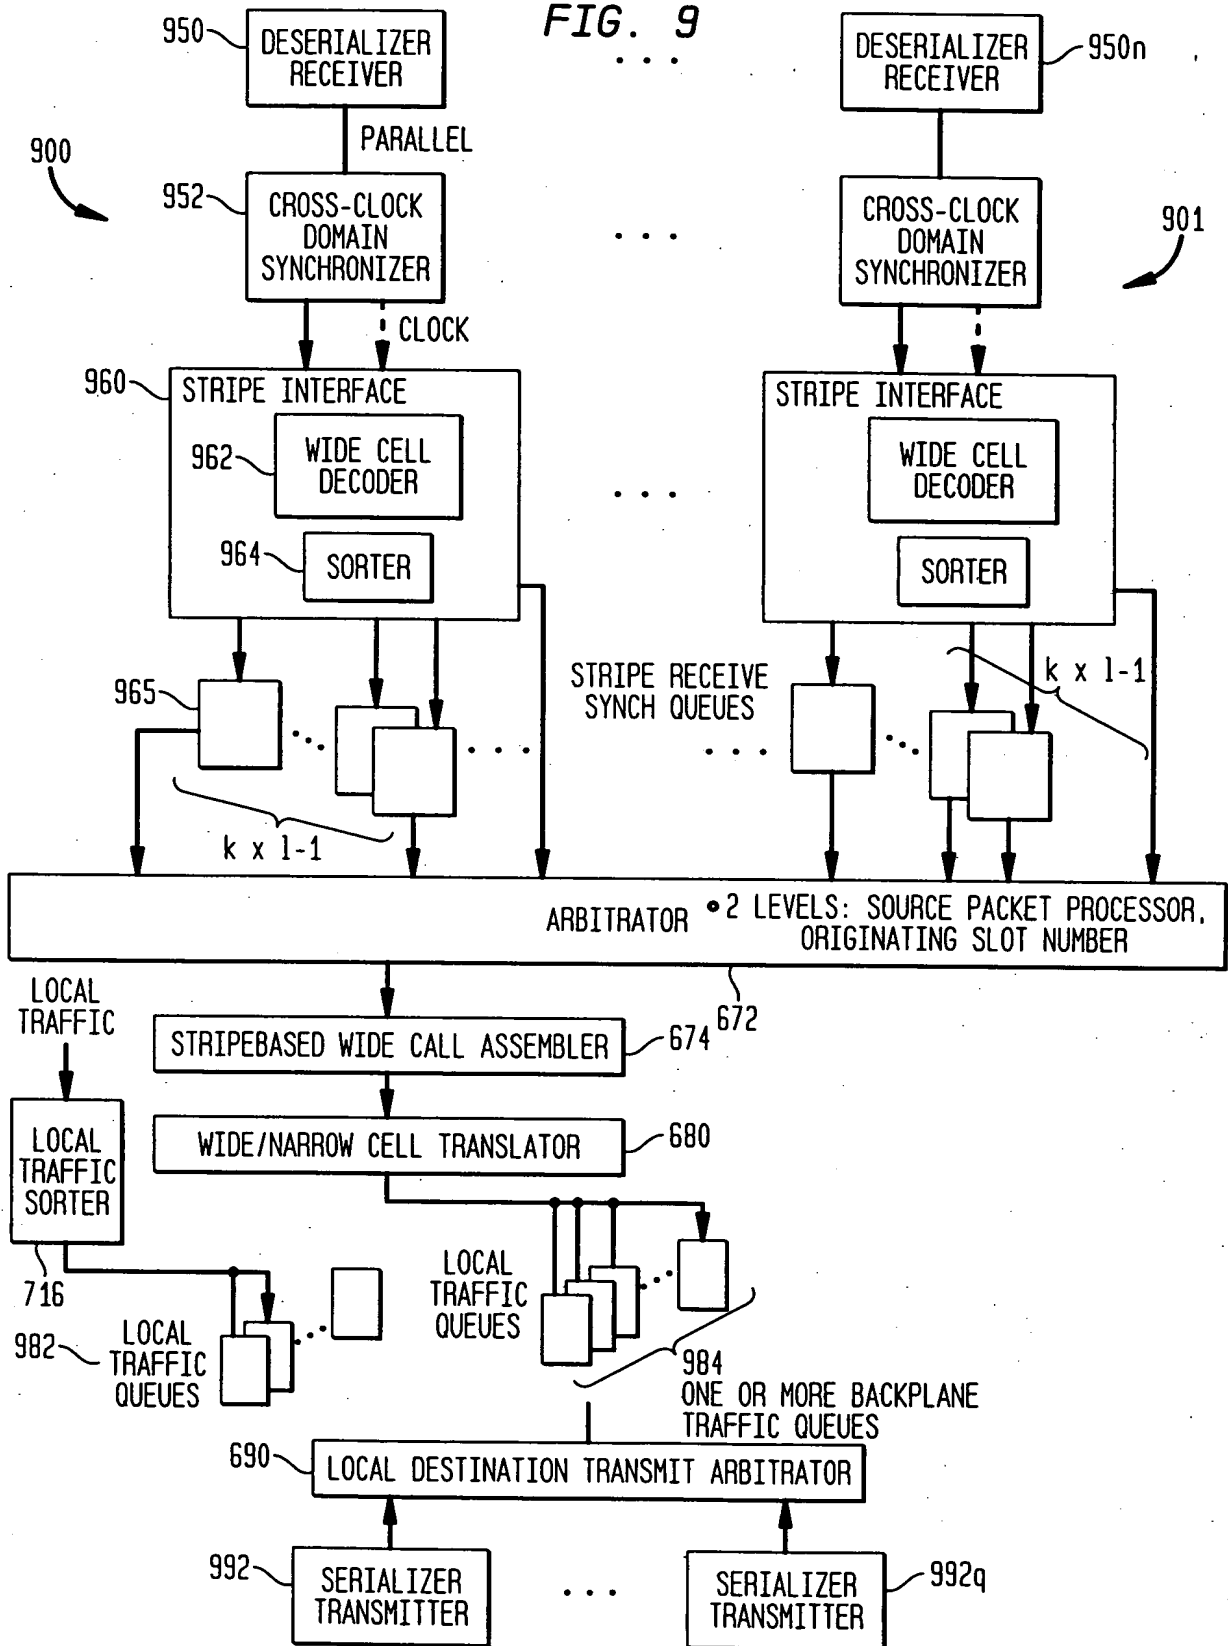 FIG. 9
950
DESERIALIZER
RECEIVER
. . .
DESERIALIZER
RECEIVER
950n
PARALLEL
900
952
CROSS-CLOCK
DOMAIN
SYNCHRONIZER
. . .
CROSS-CLOCK
DOMAIN
SYNCHRONIZER
901
CLOCK
960
STRIPE INTERFACE
962
WIDE CELL
DECODER
964
SORTER
. . .
STRIPE INTERFACE
WIDE CELL
DECODER
SORTER
965
STRIPE RECEIVE
SYNCH QUEUES
k x l-1
k x l-1
ARBITRATOR
•2 LEVELS: SOURCE PACKET PROCESSOR,
ORIGINATING SLOT NUMBER
672
LOCAL
TRAFFIC
STRIPEBASED WIDE CALL ASSEMBLER
674
WIDE/NARROW CELL TRANSLATOR
680
LOCAL
TRAFFIC
SORTER
716
982
LOCAL
TRAFFIC
QUEUES
LOCAL
TRAFFIC
QUEUES
984
ONE OR MORE BACKPLANE
TRAFFIC QUEUES
690
LOCAL DESTINATION TRANSMIT ARBITRATOR
992
SERIALIZER
TRANSMITTER
. . .
SERIALIZER
TRANSMITTER
992q